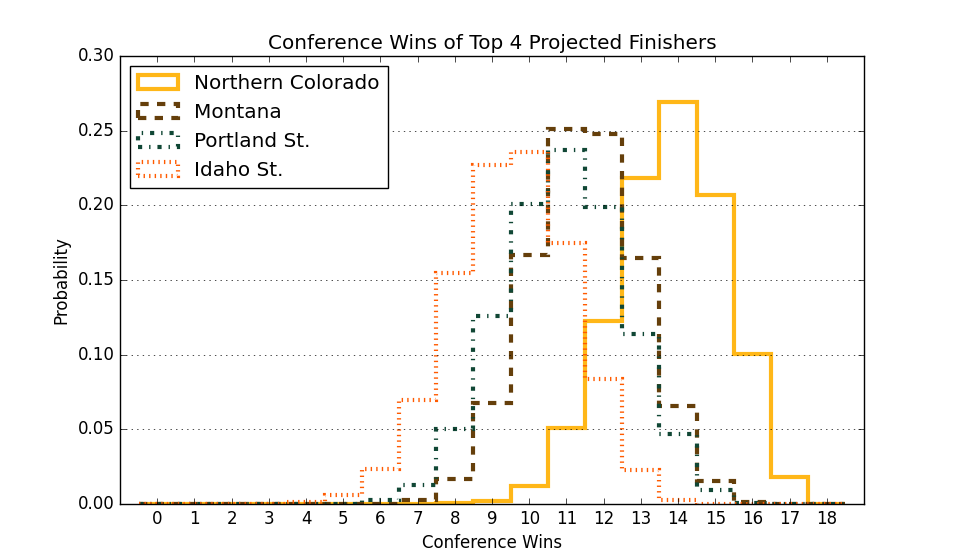 Conference Wins of Top 4 Projected Finishers
0.30
0.25
0.20
0.15
0.10
0.05
0.00
Probability
Northern Colorado
Montana
Portland St.
Idaho St.
0 1 2 3 4 5 6 7 8 9 10 11 12 13 14 15 16 17 18
Conference Wins